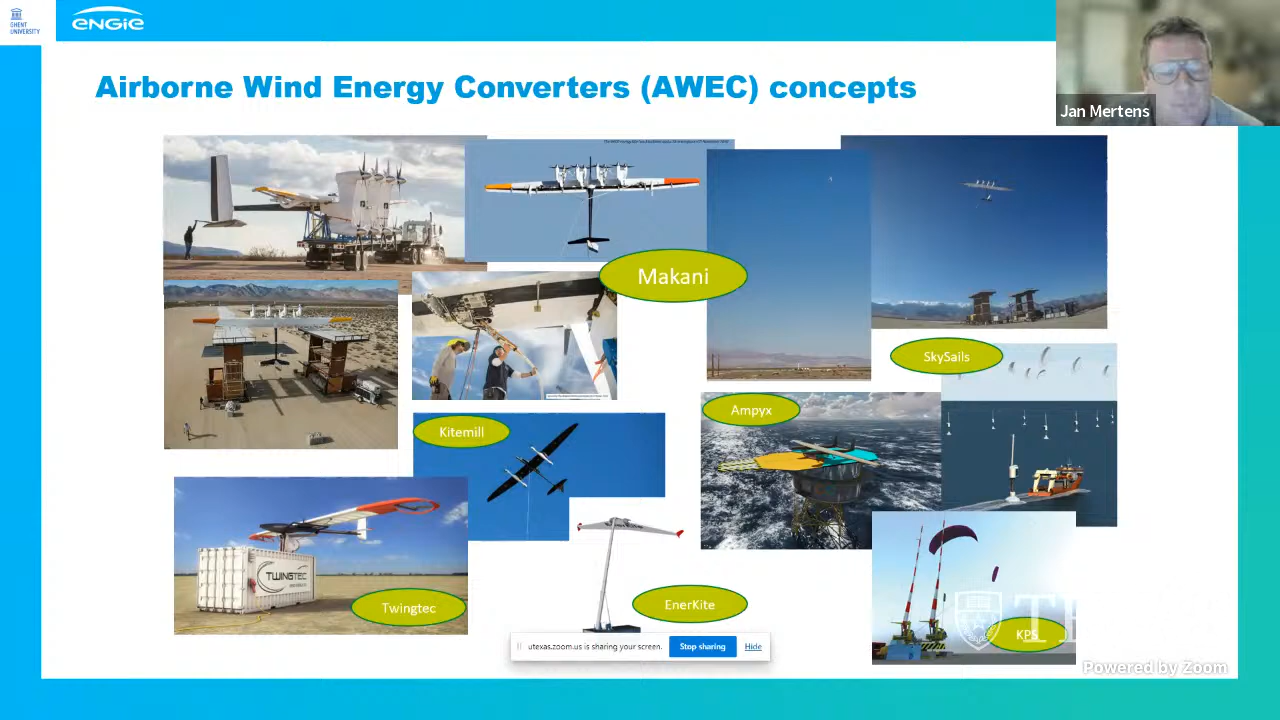 GHENT
UNIVERSITY
ENGIE
Airborne Wind Energy Converters (AWEC) concepts
Jan Mertens
Makani
SkySails
Ampyx
Kitemill
TWINGTEC
Twingtec
EnerKite
KPS
utexas.zoom.us is sharing your screen.
Stop sharing
Hide
Powered by Zoom